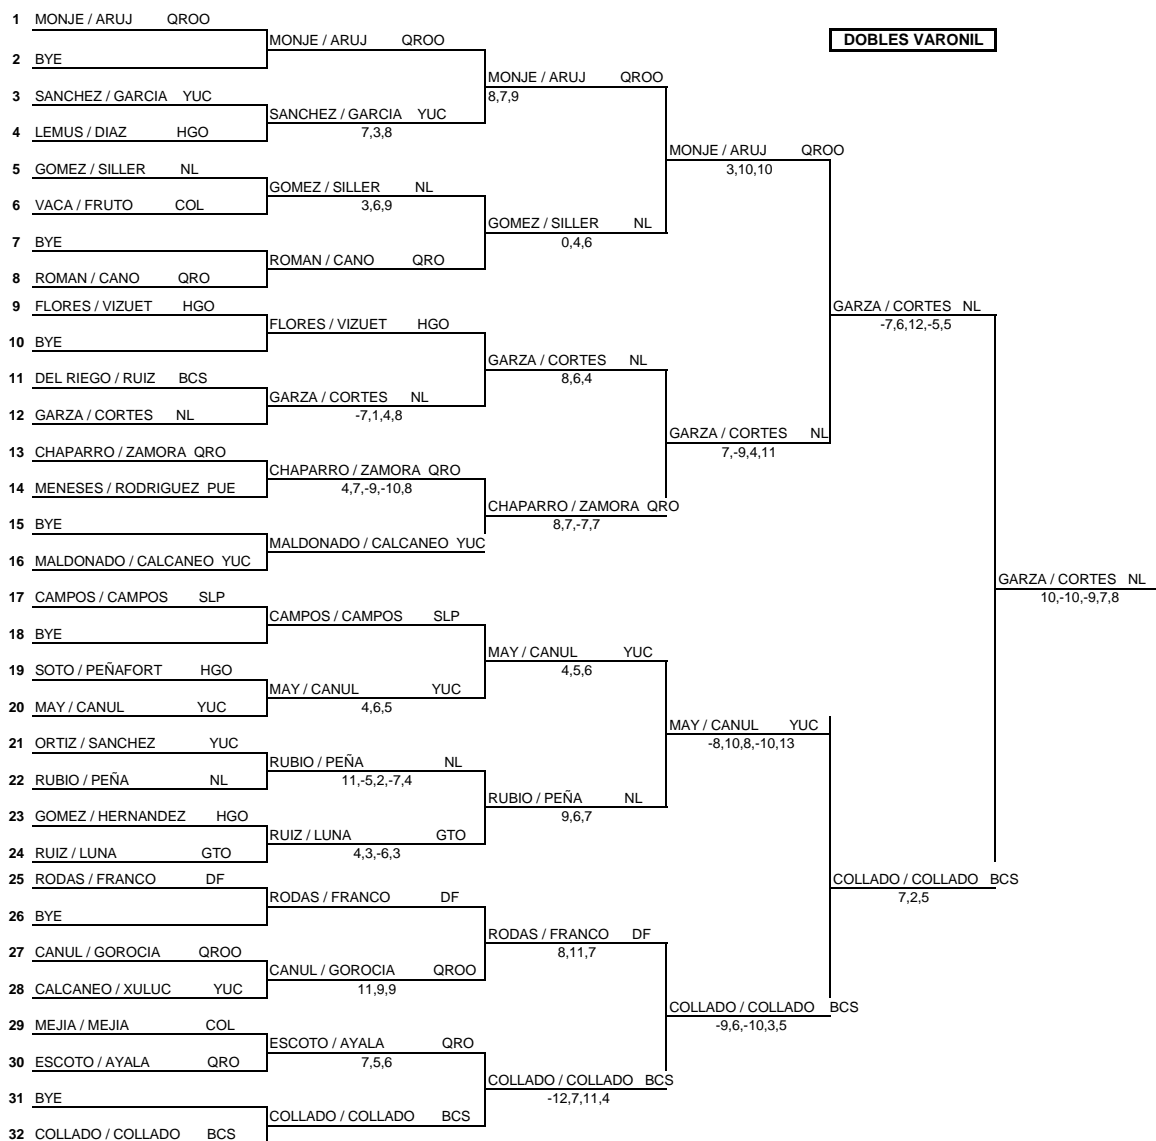 DOBLES VARONIL
1 MONJE / ARUJ QROO
2 BYE
3 SANCHEZ / GARCIA YUC
4 LEMUS / DIAZ HGO
5 GOMEZ / SILLER NL
6 VACA / FRUTO COL
7 BYE
8 ROMAN / CANO QRO
9 FLORES / VIZUET HGO
10 BYE
11 DEL RIEGO / RUIZ BCS
12 GARZA / CORTES NL
13 CHAPARRO / ZAMORA QRO
14 MENESES / RODRIGUEZ PUE
15 BYE
16 MALDONADO / CALCANEO YUC
17 CAMPOS / CAMPOS SLP
18 BYE
19 SOTO / PEÑAFORT HGO
20 MAY / CANUL YUC
21 ORTIZ / SANCHEZ YUC
22 RUBIO / PEÑA NL
23 GOMEZ / HERNANDEZ HGO
24 RUIZ / LUNA GTO
25 RODAS / FRANCO DF
26 BYE
27 CANUL / GOROCIA QROO
28 CALCANEO / XULUC YUC
29 MEJIA / MEJIA COL
30 ESCOTO / AYALA QRO
31 BYE
32 COLLADO / COLLADO BCS
MONJE / ARUJ QROO
SANCHEZ / GARCIA YUC
7,3,8
GOMEZ / SILLER NL
3,6,9
ROMAN / CANO QRO
FLORES / VIZUET HGO
GARZA / CORTES NL
-7,1,4,8
CHAPARRO / ZAMORA QRO
4,7,-9,-10,8
MALDONADO / CALCANEO YUC
CAMPOS / CAMPOS SLP
MAY / CANUL YUC
4,6,5
RUBIO / PEÑA NL
11,-5,2,-7,4
RUIZ / LUNA GTO
4,3,-6,3
RODAS / FRANCO DF
CANUL / GOROCIA QROO
11,9,9
ESCOTO / AYALA QRO
7,5,6
COLLADO / COLLADO BCS
MONJE / ARUJ QROO
8,7,9
GOMEZ / SILLER NL
0,4,6
GARZA / CORTES NL
8,6,4
CHAPARRO / ZAMORA QRO
8,7,-7,7
MAY / CANUL YUC
4,5,6
RUBIO / PEÑA NL
9,6,7
RODAS / FRANCO DF
8,11,7
COLLADO / COLLADO BCS
-12,7,11,4
MONJE / ARUJ QROO
3,10,10
GARZA / CORTES NL
7,-9,4,11
MAY / CANUL YUC
-8,10,8,-10,13
COLLADO / COLLADO BCS
-9,6,-10,3,5
GARZA / CORTES NL
-7,6,12,-5,5
COLLADO / COLLADO BCS
7,2,5
GARZA / CORTES NL
10,-10,-9,7,8